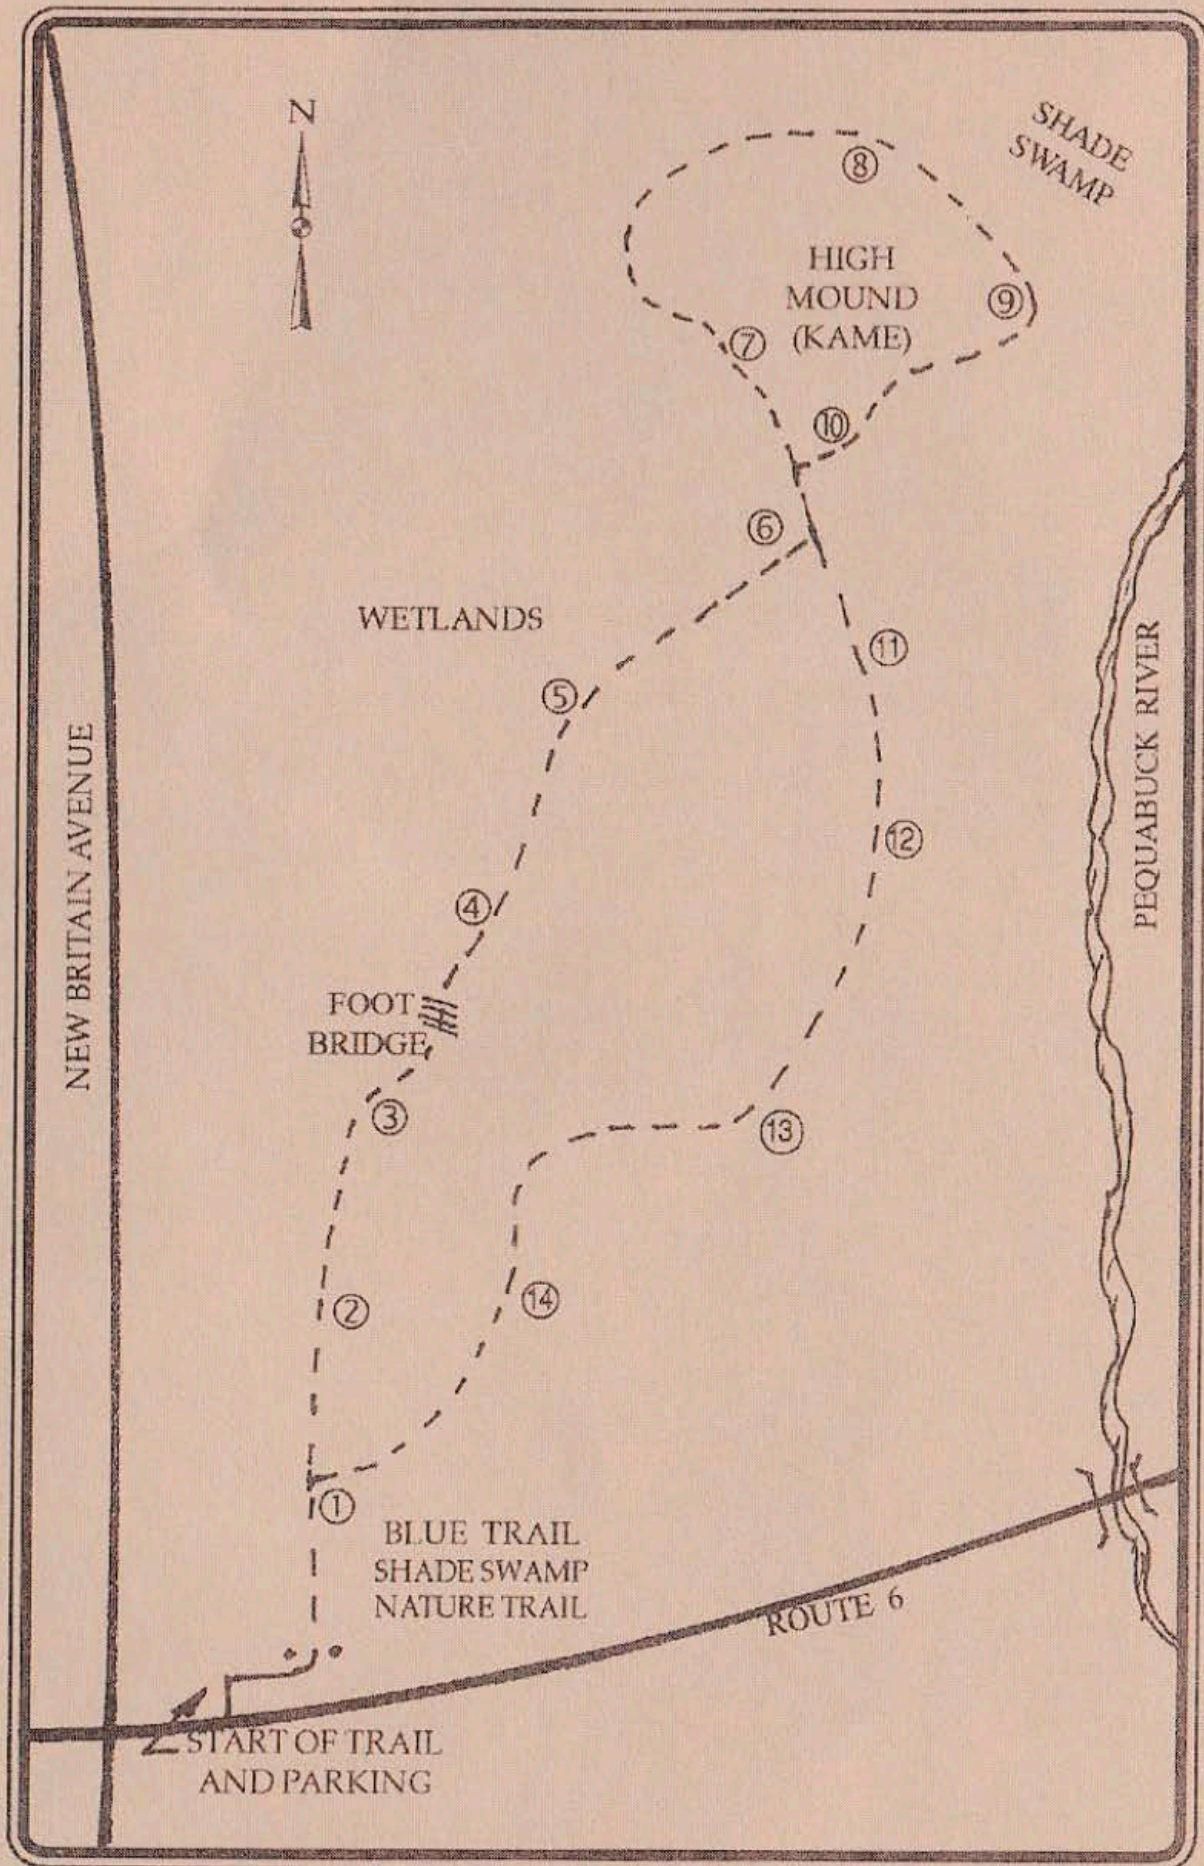 N
SHADE
SWAMP
⑧
HIGH
MOUND
(KAME)
⑨
⑦
⑩
⑥
WETLANDS
⑪
⑤
NEW BRITAIN AVENUE
PEQUABUCK RIVER
⑫
④
FOOT
BRIDGE
③
⑬
②
⑭
①
BLUE TRAIL
SHADE SWAMP
NATURE TRAIL
ROUTE 6
START OF TRAIL
AND PARKING